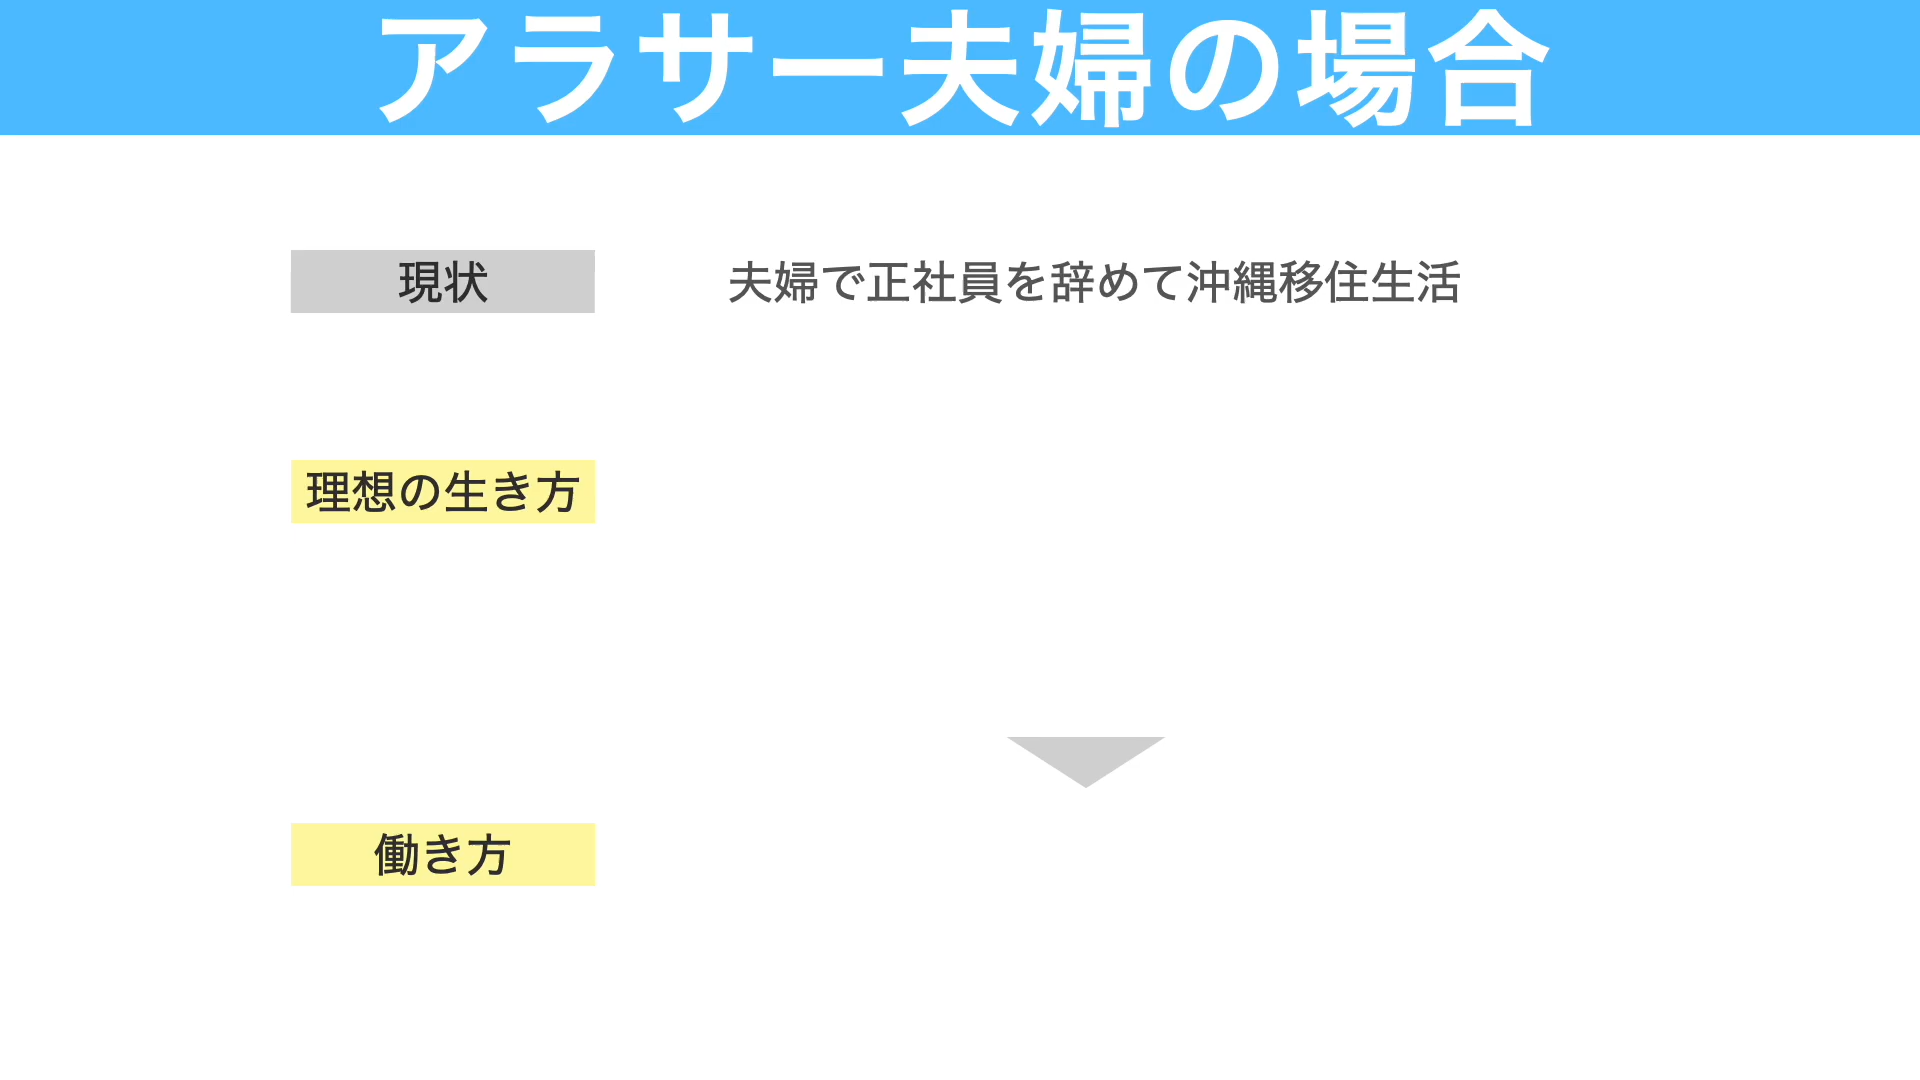 アラサー夫婦の場合
現状
夫婦で正社員を辞めて沖縄移住生活
理想の生き方
働き方